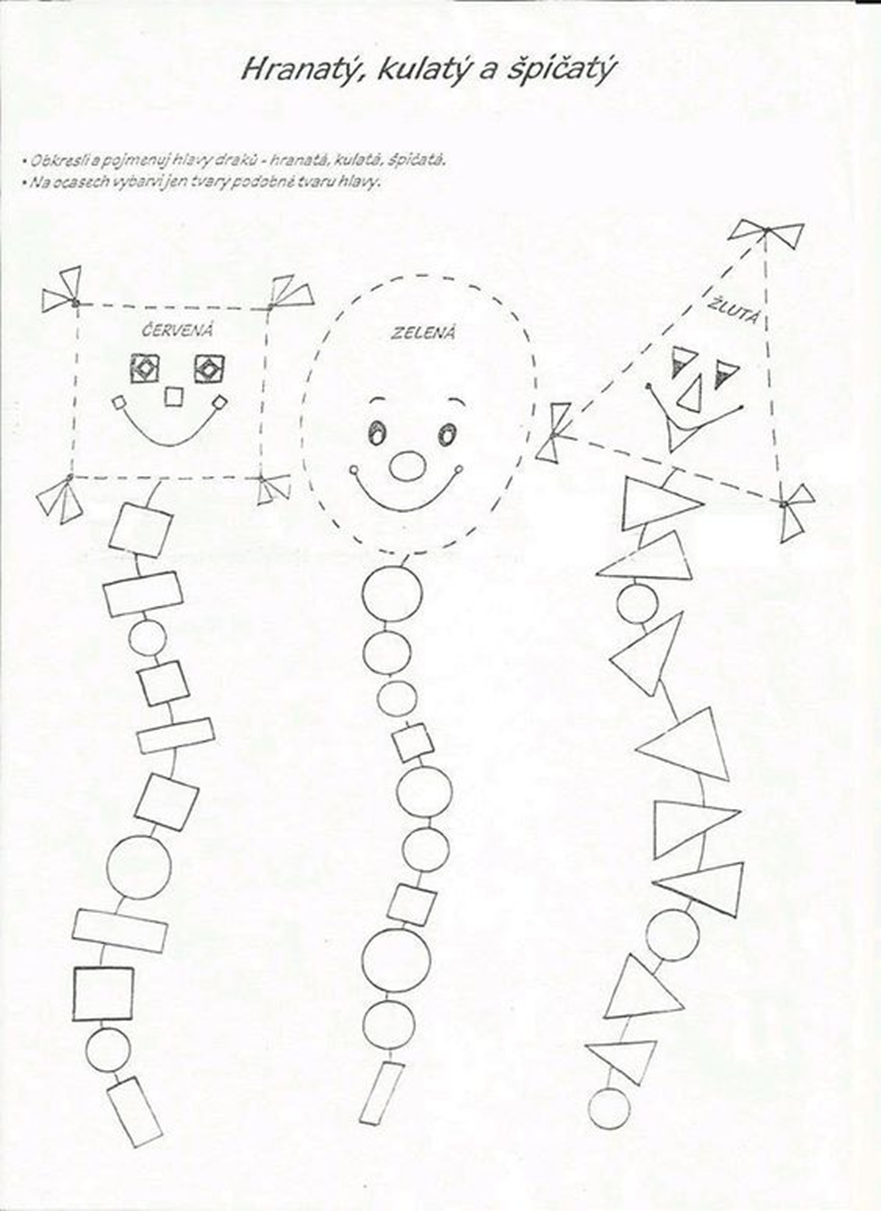 Hranatý, kulatý a špičatý
• Obkresli a pojmenuj hlavy draků - hranatá, kulatá, špičatá.
• Na ocasech vybarvi jen tvary podobné tvaru hlavy.
ČERVENÁ
ZELENÁ
ŽLUTÁ